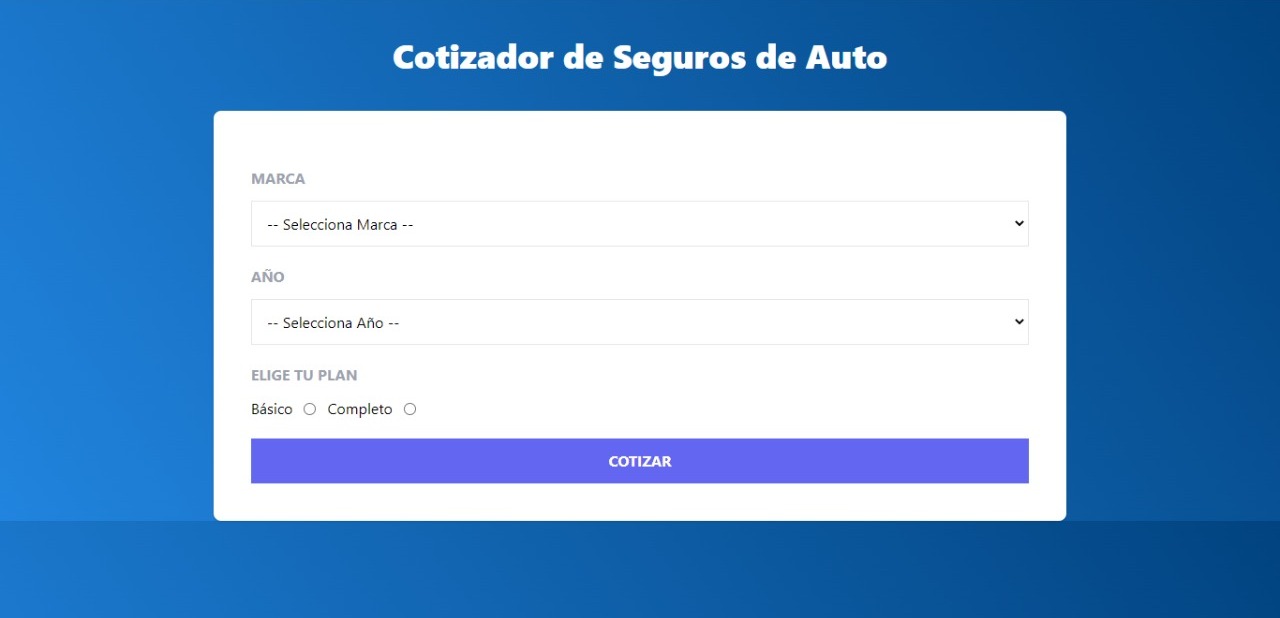 Cotizador de Seguros de Auto
MARCA
-- Selecciona Marca --
AÑO
-- Selecciona Año --
ELIGE TU PLAN
Básico Completo
COTIZAR